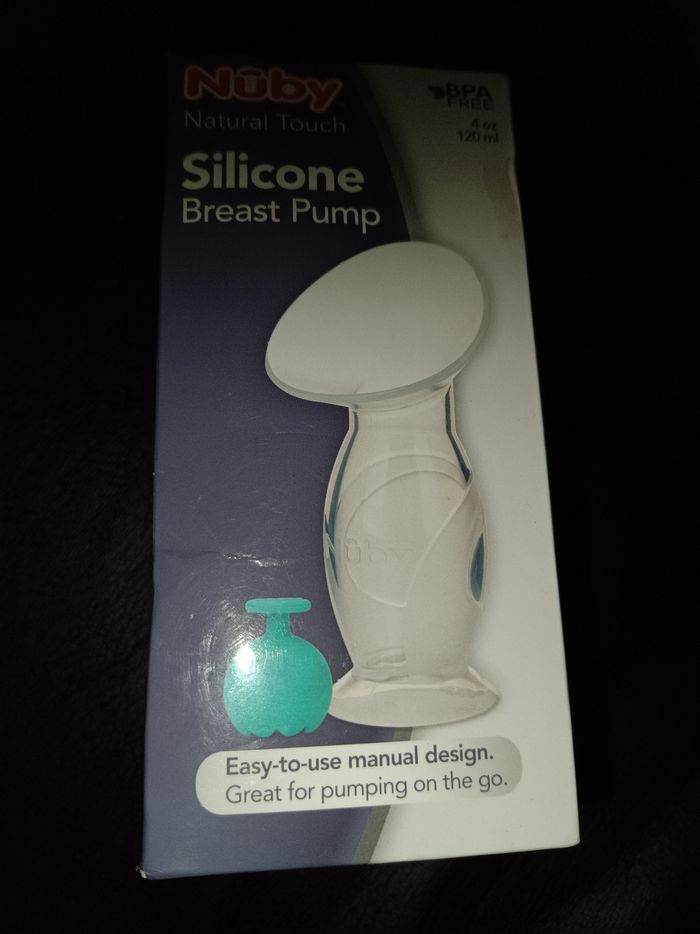 Nûby
Natural Touch
Silicone
Breast Pump
BPA
FREE
4 oz
120 ml
Nûby
Easy-to-use manual design.
Great for pumping on the go.